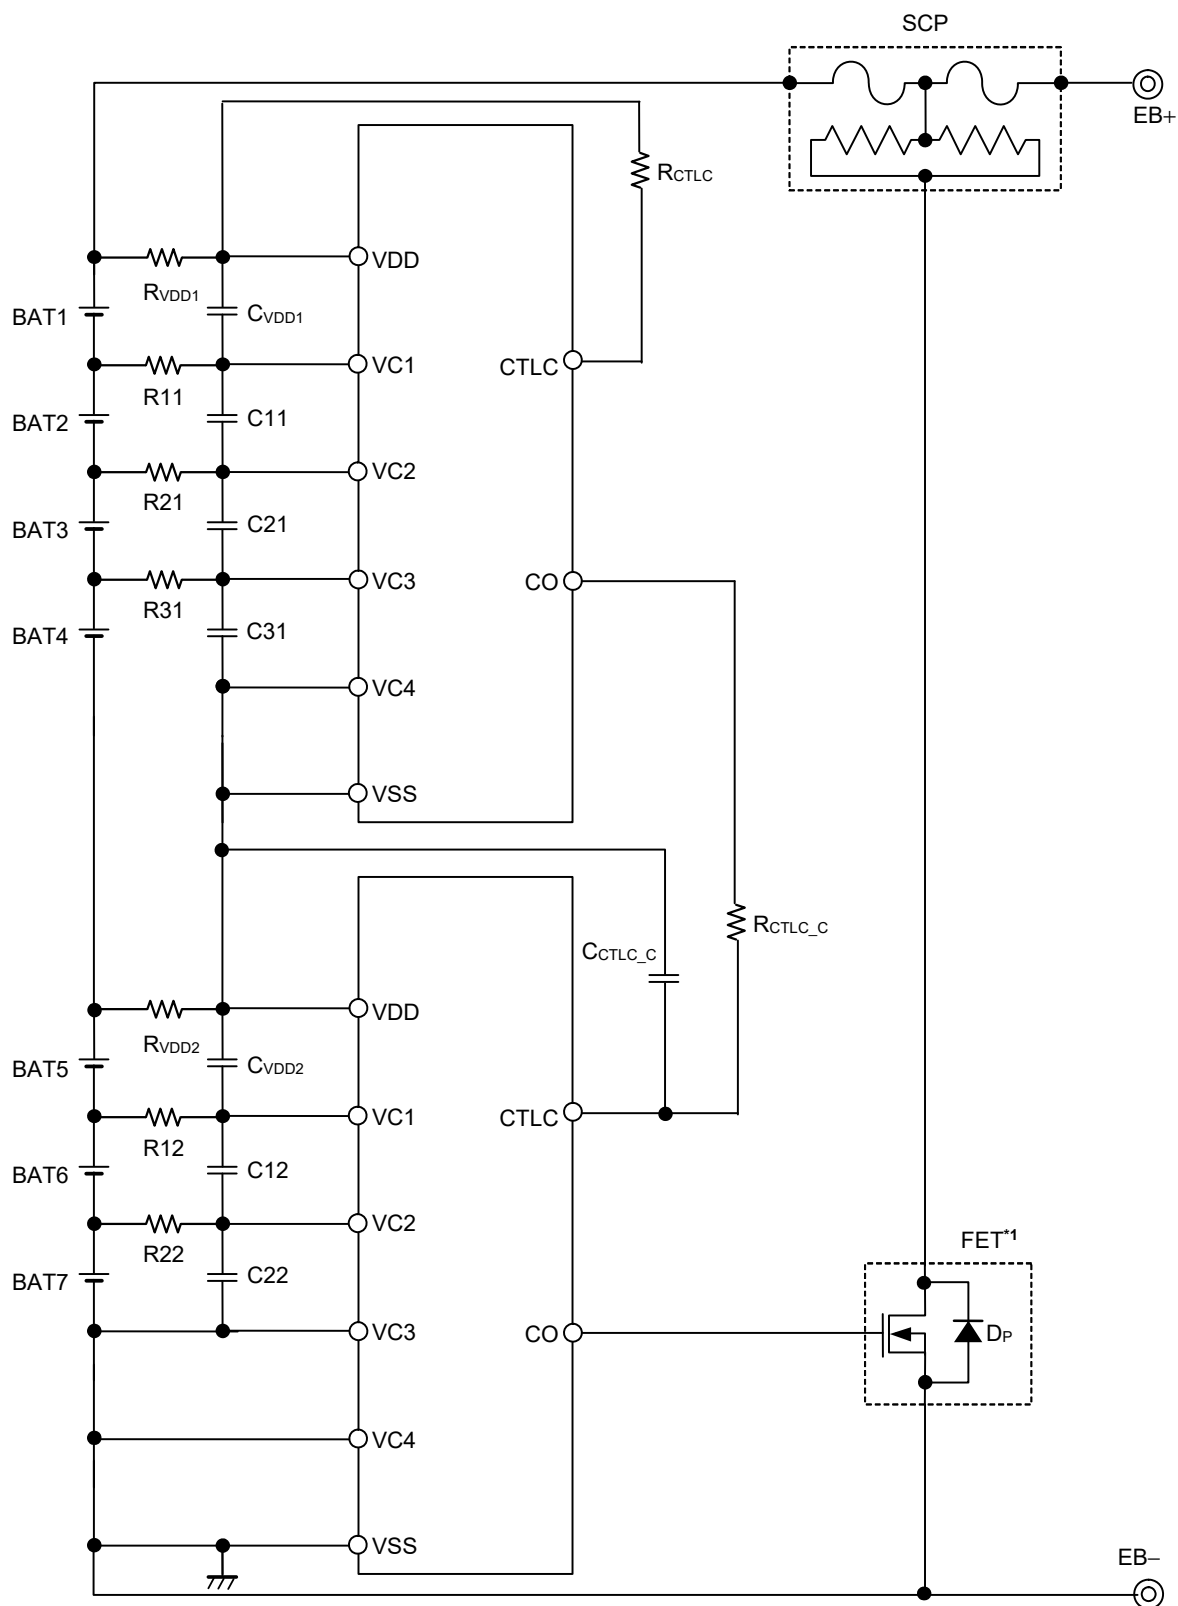 SCP
EB+
RCTLC
VDD
RVDD1
BAT1
CVDD1
VC1
CTLC
R11
BAT2
C11
VC2
R21
BAT3
C21
VC3
CO
R31
BAT4
C31
VC4
VSS
RCTLC_C
CCTLC_C
VDD
RVDD2
BAT5
CVDD2
VC1
CTLC
R12
BAT6
C12
VC2
R22
FET*1
BAT7
C22
VC3
CO
DP
VC4
VSS
EB−